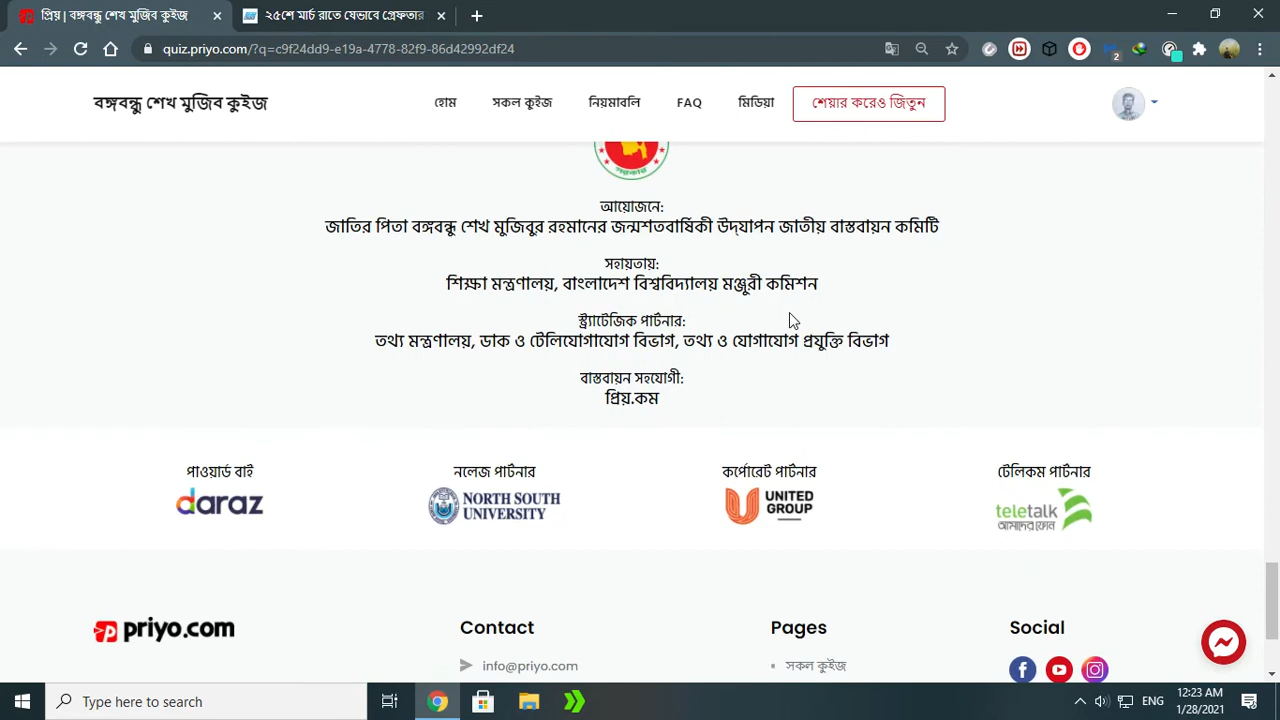 প্রিয় | বঙ্গবন্ধু শেখ মুজিব কুইজ
২৫শে মার্চ রাতে যেভাবে গ্রেফতার
quiz.priyo.com/?q=c9f24dd9-e19a-4778-82f9-86d42992df24
2
বঙ্গবন্ধু শেখ মুজিব কুইজ
হোম
সকল কুইজ
নিয়মাবলি
FAQ
মিডিয়া
শেয়ার করেও জিতুন
আয়োজনে:
জাতির পিতা বঙ্গবন্ধু শেখ মুজিবুর রহমানের জন্মশতবার্ষিকী উদ্‌যাপন জাতীয় বাস্তবায়ন কমিটি
সহায়তায়:
শিক্ষা মন্ত্রণালয়, বাংলাদেশ বিশ্ববিদ্যালয় মঞ্জুরী কমিশন
স্ট্র্যাটেজিক পার্টনার:
তথ্য মন্ত্রণালয়, ডাক ও টেলিযোগাযোগ বিভাগ, তথ্য ও যোগাযোগ প্রযুক্তি বিভাগ
বাস্তবায়ন সহযোগী:
প্রিয়.কম
পাওয়ার্ড বাই
নলেজ পার্টনার
কর্পোরেট পার্টনার
টেলিকম পার্টনার
daraz
NORTH SOUTH
UNIVERSITY
UNITED
GROUP
teletalk
আমাদের ফোন
priyo.com
Contact
Pages
Social
info@priyo.com
সকল কুইজ
Type here to search
ENG
12:23 AM
1/28/2021